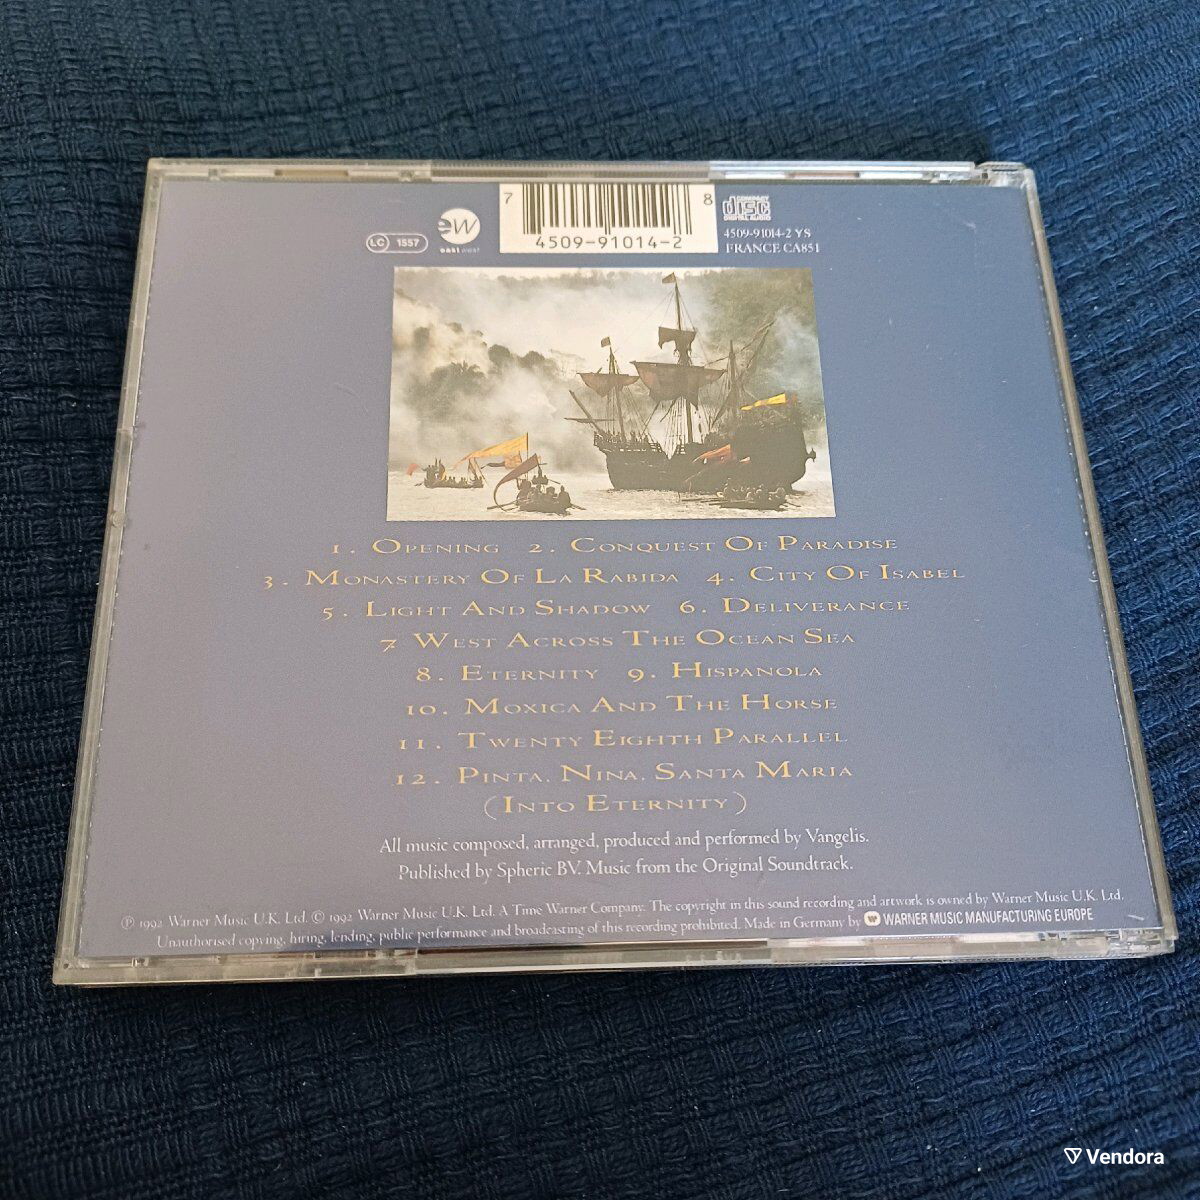 7 8
4509-91014-2
LC 1557
ew
eastwest
COMPACT
disc
DIGITAL AUDIO
4509-91014-2 YS
FRANCE CA851
1. Opening 2. Conquest Of Paradise
3. Monastery Of La Rabida 4. City Of Isabel
5. Light And Shadow 6. Deliverance
7 West Across The Ocean Sea
8. Eternity 9. Hispanola
10. Moxica And The Horse
11. Twenty Eighth Parallel
12. Pinta, Nina, Santa Maria
(Into Eternity)
All music composed, arranged, produced and performed by Vangelis.
Published by Spheric BV. Music from the Original Soundtrack.
℗ 1992 Warner Music U.K. Ltd. © 1992 Warner Music U.K. Ltd. A Time Warner Company. The copyright in this sound recording and artwork is owned by Warner Music U.K. Ltd.
Unauthorised copying, hiring, lending, public performance and broadcasting of this recording prohibited. Made in Germany by WARNER MUSIC MANUFACTURING EUROPE
Vendora